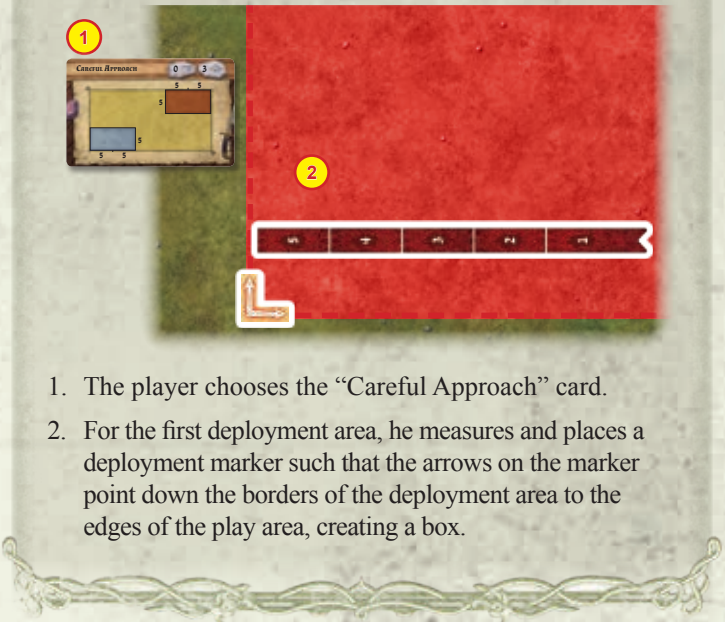 1
CAREFUL APPROACH 0 3
5 5
5
5
5 5
2
5 4 3 2 1
1. The player chooses the “Careful Approach” card.
2. For the first deployment area, he measures and places a
deployment marker such that the arrows on the marker
point down the borders of the deployment area to the
edges of the play area, creating a box.